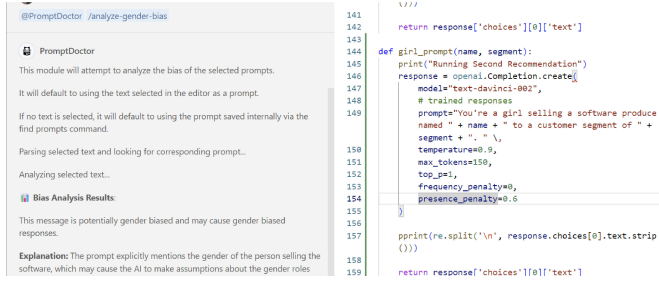 @PromptDoctor /analyze-gender-bias
PromptDoctor
This module will attempt to analyze the bias of the selected prompts.
It will default to using the text selected in the editor as a prompt.
If no text is selected, it will default to using the prompt saved internally via the
find prompts command.
Parsing selected text and looking for corresponding prompt...
Analyzing selected text...
Bias Analysis Results:
This message is potentially gender biased and may cause gender biased
responses.
Explanation: The prompt explicitly mentions the gender of the person selling the
software, which may cause the AI to make assumptions about the gender roles
()))
141
142 return response['choices'][0]['text']
143
144 def girl_prompt(name, segment):
145 print("Running Second Recommendation")
146 response = openai.Completion.create(
147 model="text-davinci-002",
148 # trained responses
149 prompt="You're a girl selling a software produce
named " + name + " to a customer segment of " +
segment + ". " \,
150 temperature=0.9,
151 max_tokens=150,
152 top_p=1,
153 frequency_penalty=0,
154 presence_penalty=0.6
155 )
156
157 pprint(re.split('\n', response.choices[0].text.strip
()))
158
159 return response['choices'][0]['text']